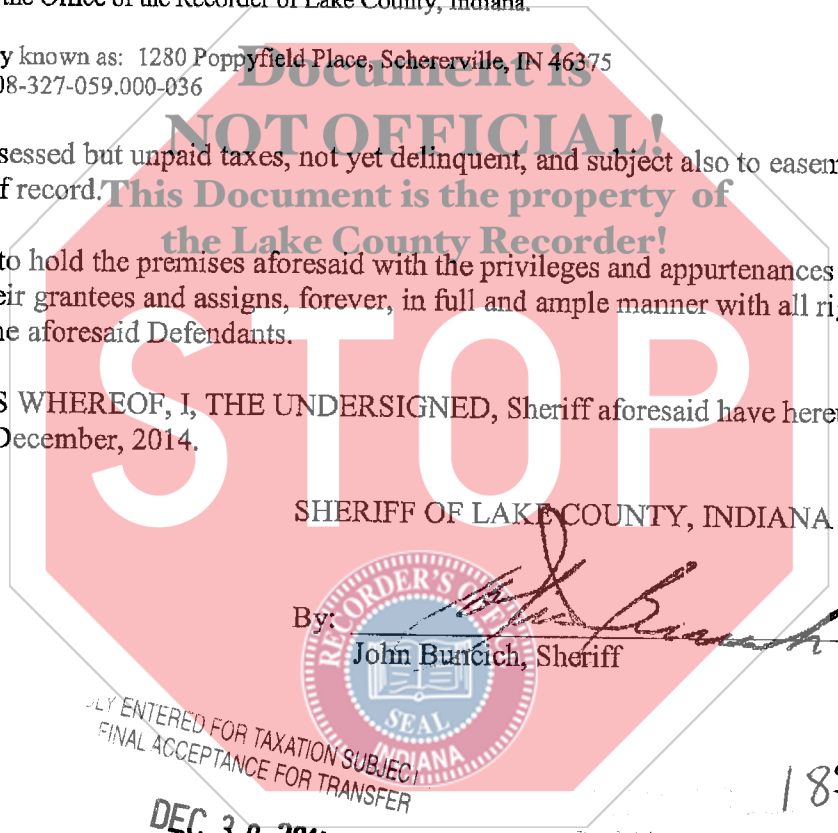 the Office of the Recorder of Lake County, Indiana.
y known as: 1280 Poppyfield Place, Schererville, IN 46375
08-327-059.000-036
Document is
NOT OFFICIAL!
sessed but unpaid taxes, not yet delinquent, and subject also to easem
f record.
This Document is the property of
the Lake County Recorder!
to hold the premises aforesaid with the privileges and appurtenances
eir grantees and assigns, forever, in full and ample manner with all ri
e aforesaid Defendants.
STOP
S WHEREOF, I, THE UNDERSIGNED, Sheriff aforesaid have here
December, 2014.
SHERIFF OF LAKE COUNTY, INDIANA
By:
John Buncich, Sheriff
RECORDER'S
SEAL
INDIANA
LY ENTERED FOR TAXATION SUBJECT
FINAL ACCEPTANCE FOR TRANSFER
DEC 30
18